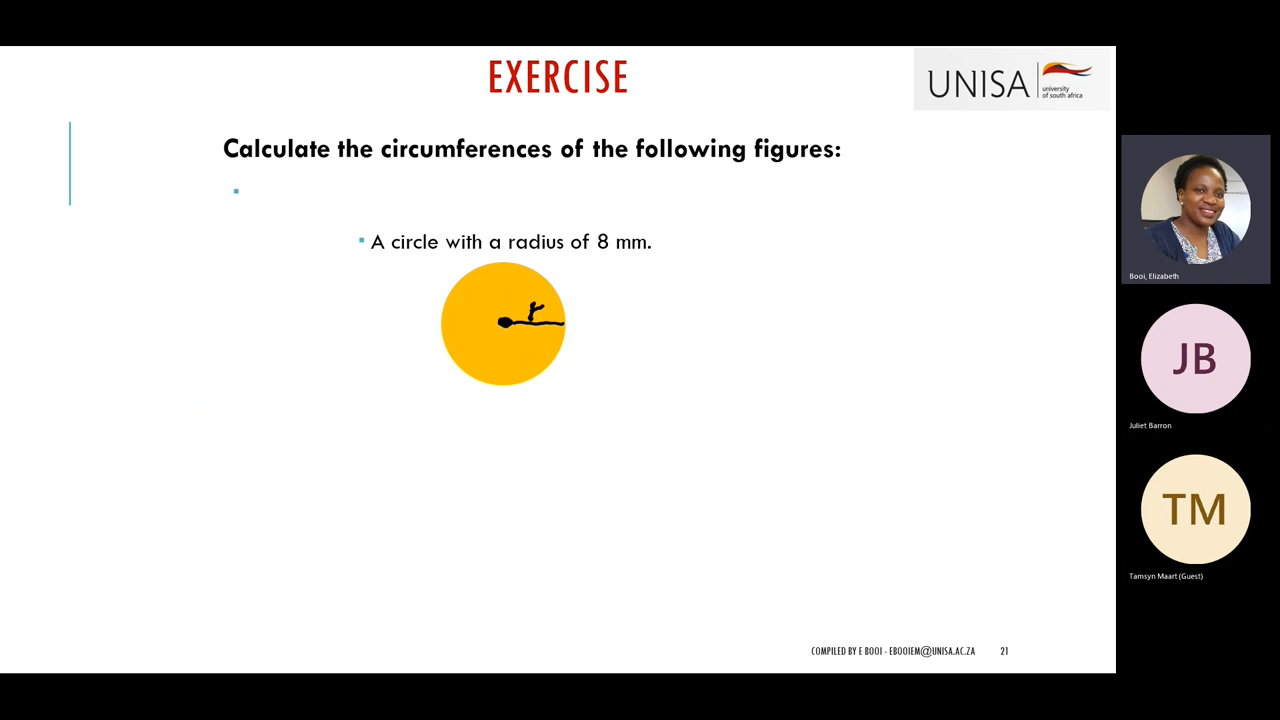 EXERCISE
UNISA
university
of south africa
Calculate the circumferences of the following figures:
A circle with a radius of 8 mm.
r
COMPILED BY E BOOI - EBOOIEM@UNISA.AC.ZA 21
Booi, Elizabeth
JB
Juliet Barron
TM
Tamsyn Maart (Guest)